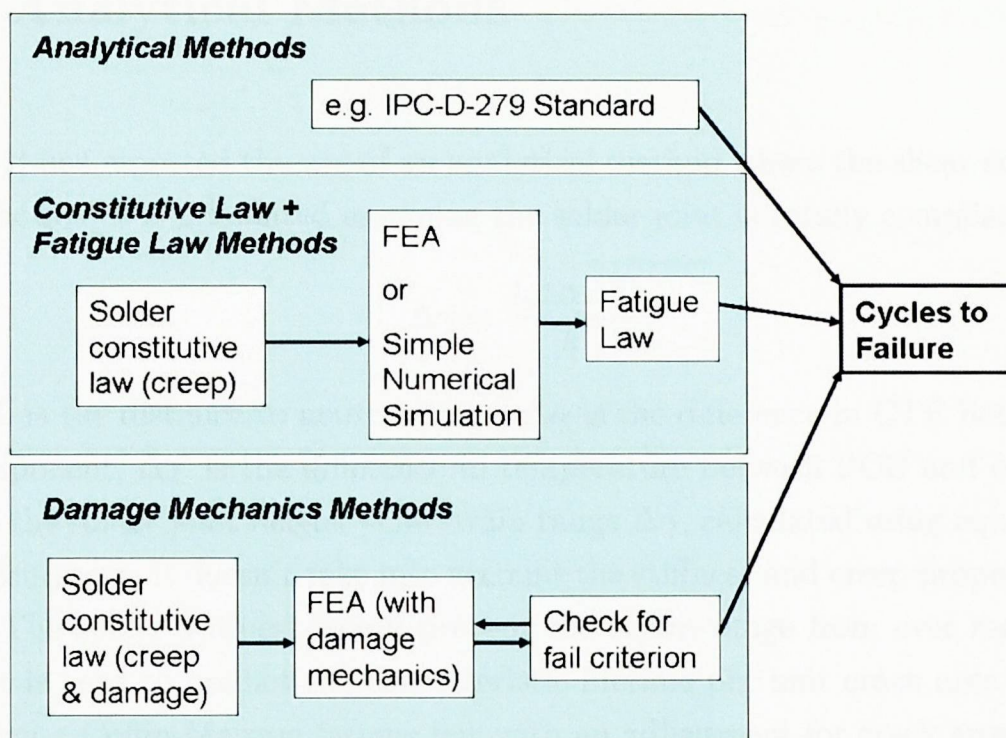 Analytical Methods
e.g. IPC-D-279 Standard
Constitutive Law +
Fatigue Law Methods
Solder
constitutive
law (creep)
FEA
or
Simple
Numerical
Simulation
Fatigue
Law
Cycles to
Failure
Damage Mechanics Methods
Solder
constitutive
law (creep
& damage)
FEA (with
damage
mechanics)
Check for
fail criterion